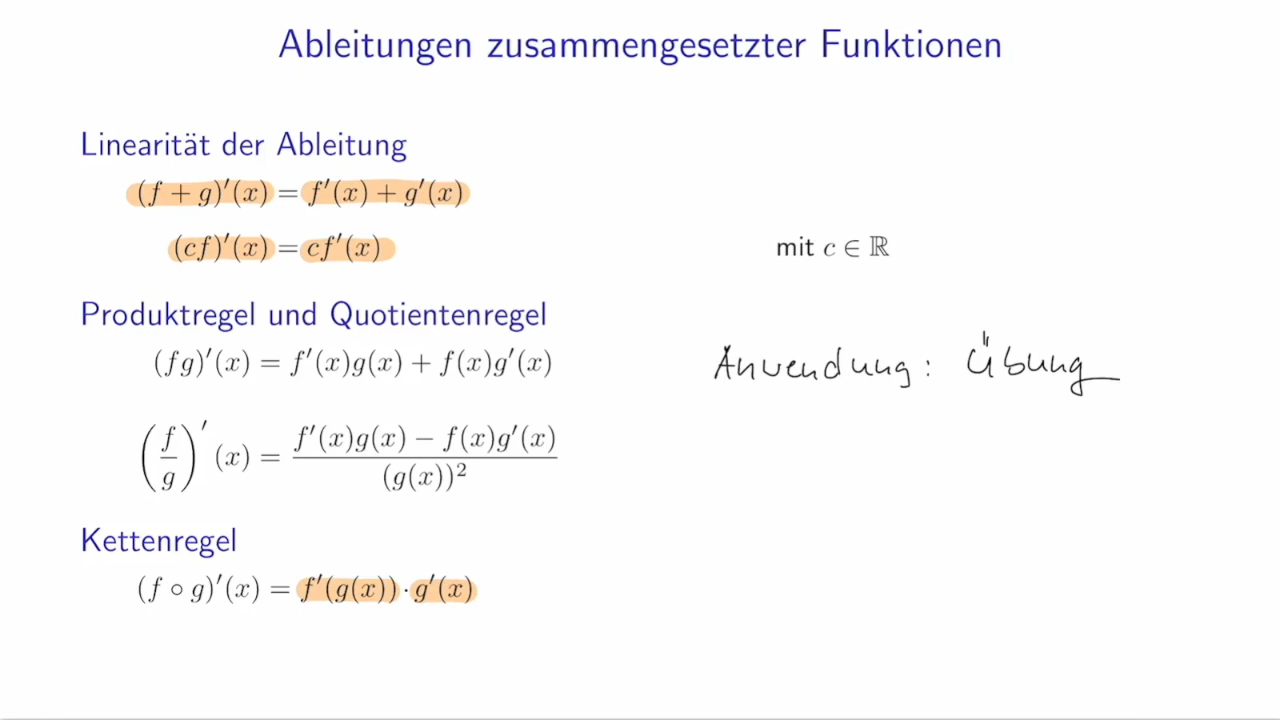 Ableitungen zusammengesetzter Funktionen
Linearität der Ableitung
(f + g)′(x) = f′(x) + g′(x)
(cf)′(x) = cf′(x) mit c ∈ ℝ
Produktregel und Quotientenregel
(fg)′(x) = f′(x)g(x) + f(x)g′(x)
Anwendung: Übung
(f/g)′(x) = (f′(x)g(x) − f(x)g′(x))/(g(x))²
Kettenregel
(f ∘ g)′(x) = f′(g(x)) · g′(x)